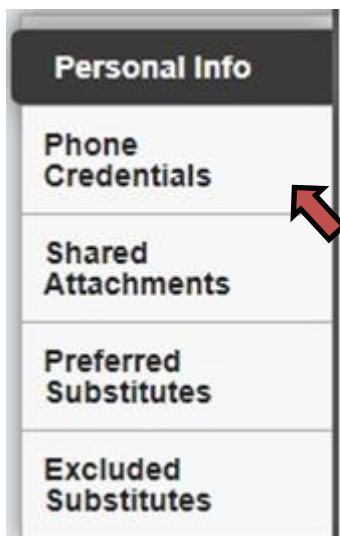 Personal Info
Phone
Credentials
Shared
Attachments
Preferred
Substitutes
Excluded
Substitutes